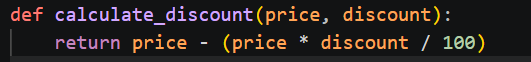 def calculate_discount(price, discount):
    return price - (price * discount / 100)